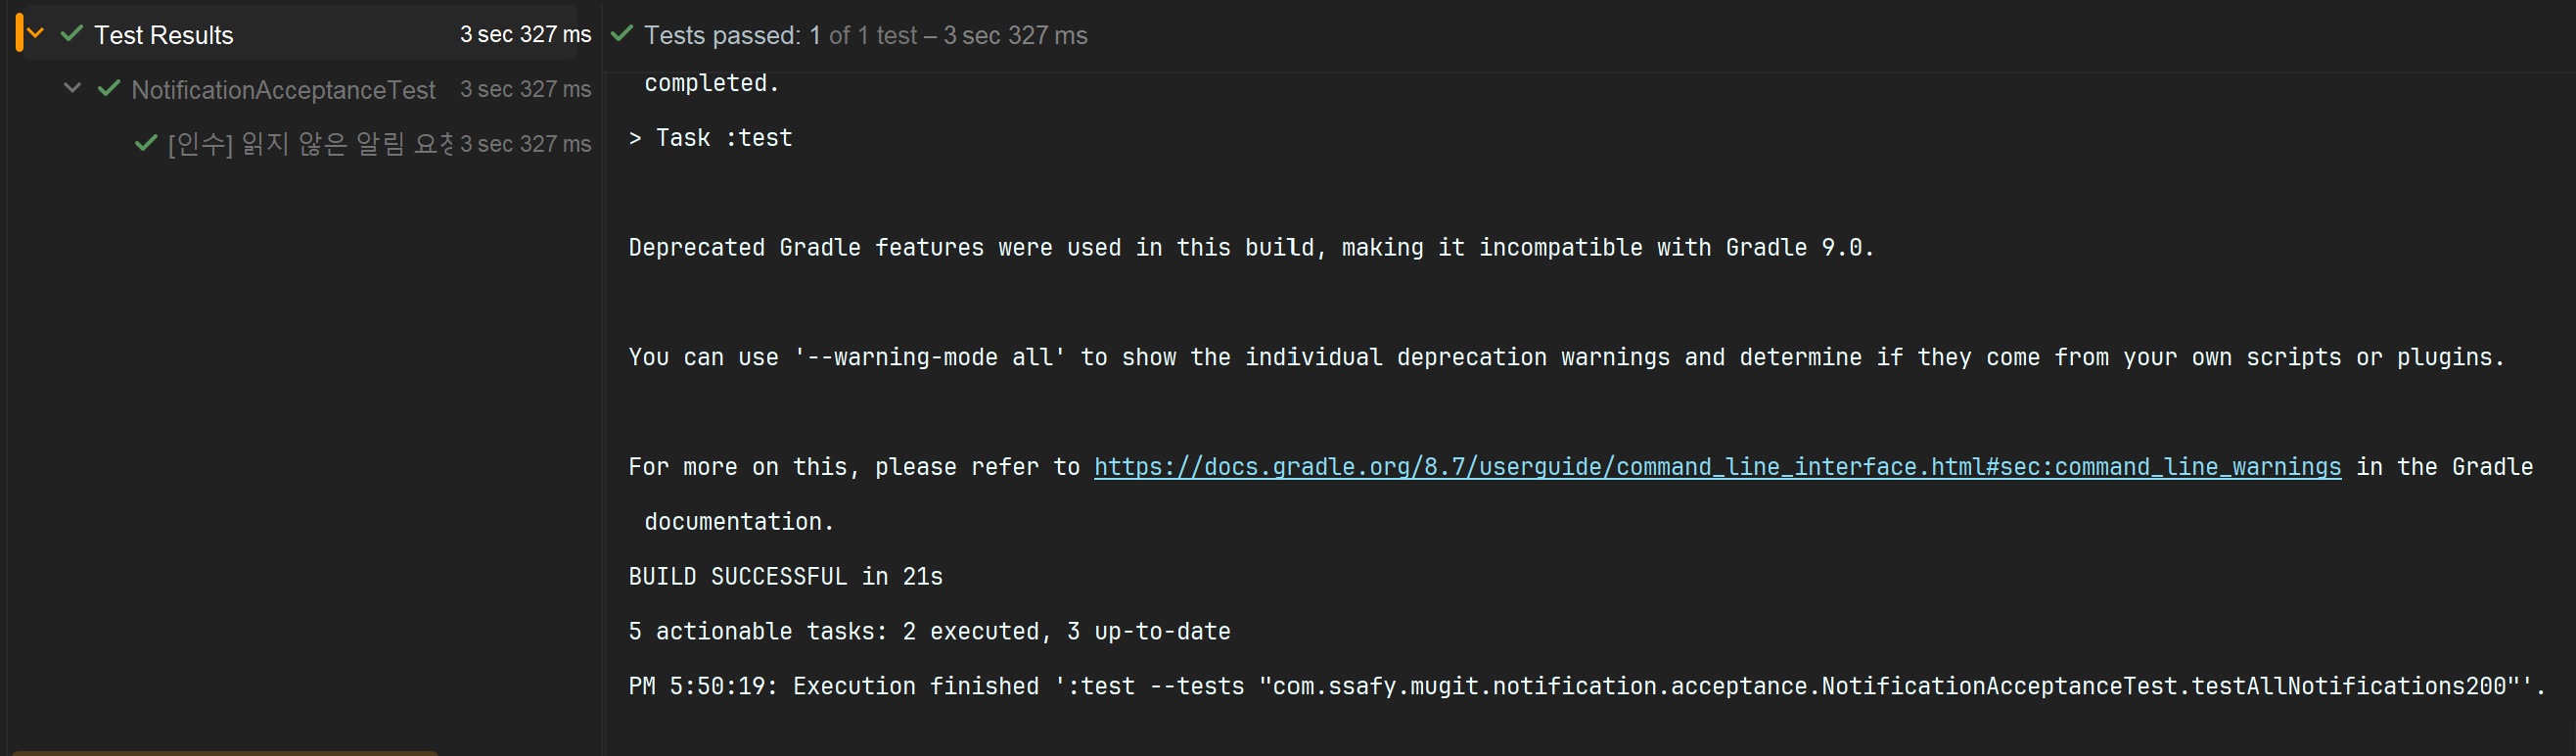 Test Results 3 sec 327 ms
NotificationAcceptanceTest 3 sec 327 ms
[인수] 읽지 않은 알림 3 sec 327 ms
Tests passed: 1 of 1 test – 3 sec 327 ms
completed.
> Task :test
Deprecated Gradle features were used in this build, making it incompatible with Gradle 9.0.
You can use '--warning-mode all' to show the individual deprecation warnings and determine if they come from your own scripts or plugins.
For more on this, please refer to https://docs.gradle.org/8.7/userguide/command_line_interface.html#sec:command_line_warnings in the Gradle
documentation.
BUILD SUCCESSFUL in 21s
5 actionable tasks: 2 executed, 3 up-to-date
PM 5:50:19: Execution finished ':test --tests "com.ssafy.mugit.notification.acceptance.NotificationAcceptanceTest.testAllNotifications200"'.